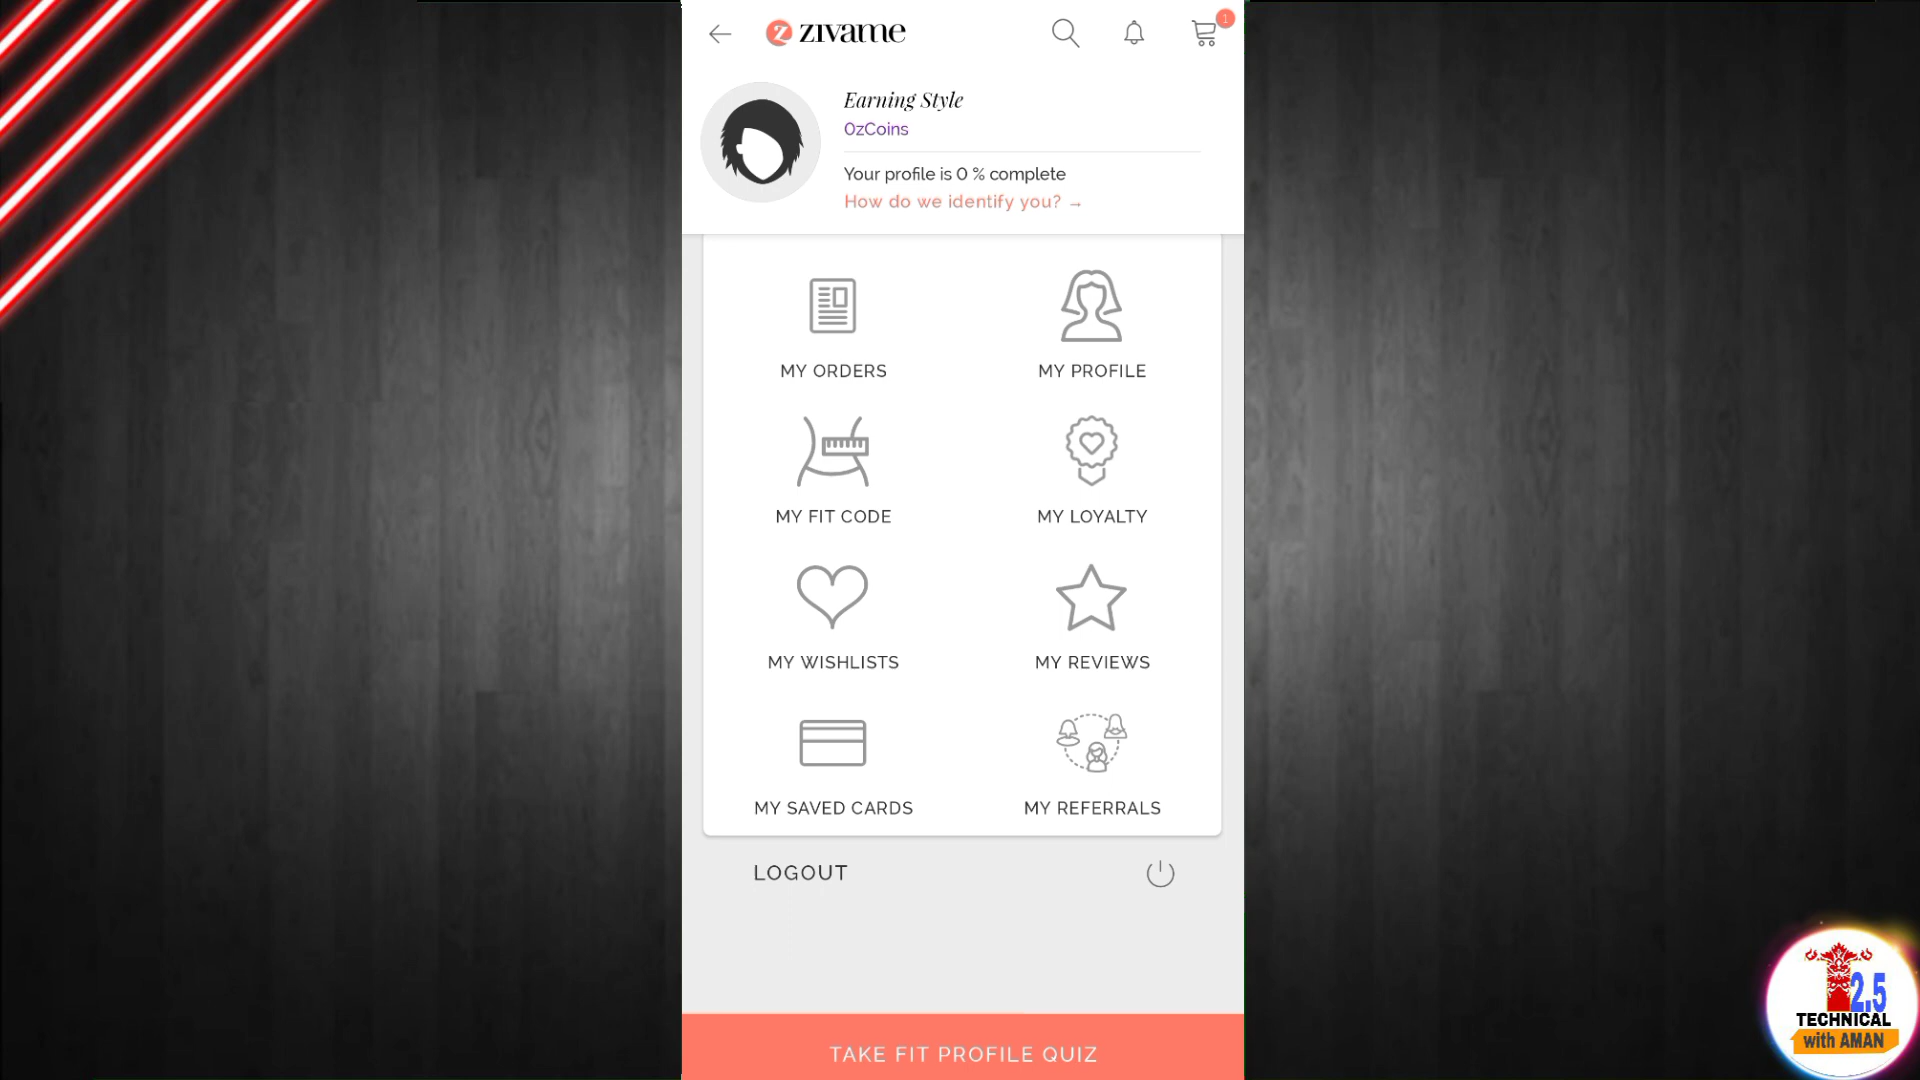 zivame
1
Earning Style
0zCoins
Your profile is 0 % complete
How do we identify you? →
MY ORDERS
MY PROFILE
MY FIT CODE
MY LOYALTY
MY WISHLISTS
MY REVIEWS
MY SAVED CARDS
MY REFERRALS
LOGOUT
TAKE FIT PROFILE QUIZ
2.5
TECHNICAL
with AMAN